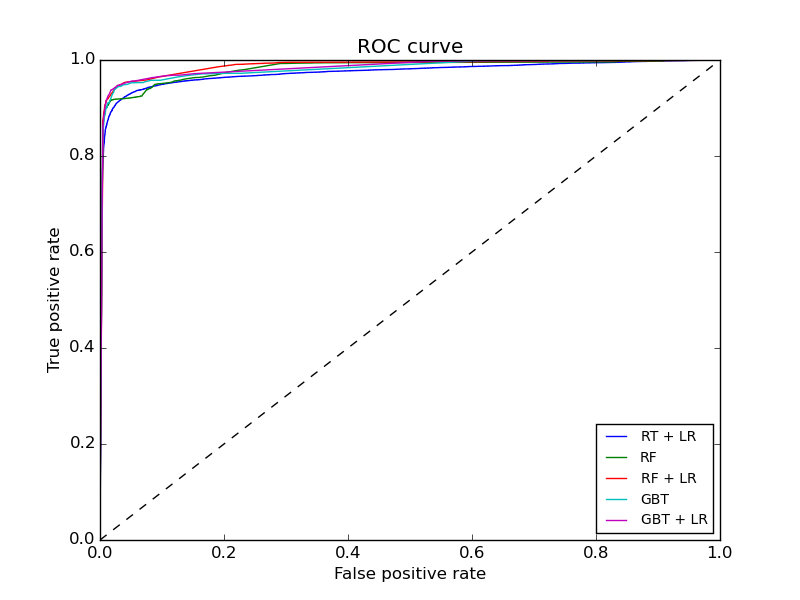 ROC curve
1.0
0.8
0.6
0.4
0.2
0.0
True positive rate
0.0 0.2 0.4 0.6 0.8 1.0
False positive rate
RT + LR
RF
RF + LR
GBT
GBT + LR